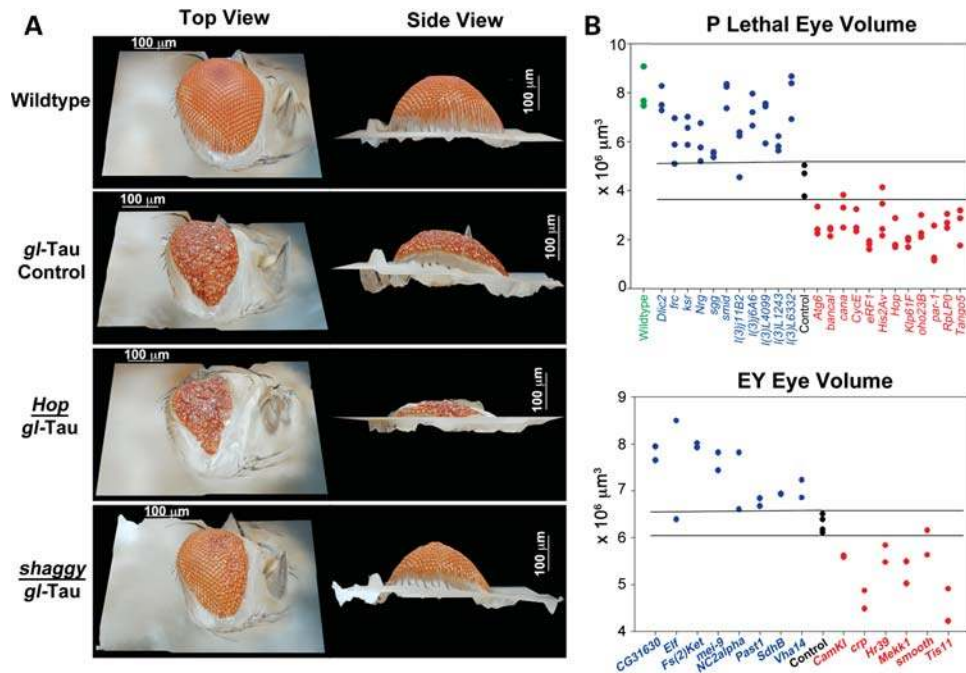 A
Top View
Side View
Wildtype
100 μm
100 μm
gl-Tau
Control
100 μm
100 μm
Hop
gl-Tau
100 μm
100 μm
shaggy
gl-Tau
100 μm
100 μm
B
P Lethal Eye Volume
x 10⁶ μm³
10
8
6
4
2
0
Wildtype
Dlic2
frc
ksr
Nrg
sgg
smid
l(3)j11B2
l(3)j6A6
l(3)L4099
l(3)L1243
l(3)L6332
Control
Atg6
bancal
cana
CycE
eRF1
His2Av
Hop
Klp61F
oho23B
par-1
RpLP0
Tango5
EY Eye Volume
x 10⁶ μm³
9
8
7
6
5
4
CG31630
Elf
Fs(2)Ket
mei-9
NC2alpha
Past1
SdhB
Vha14
Control
CamKI
crp
Hr39
Mekk1
smooth
Tis11